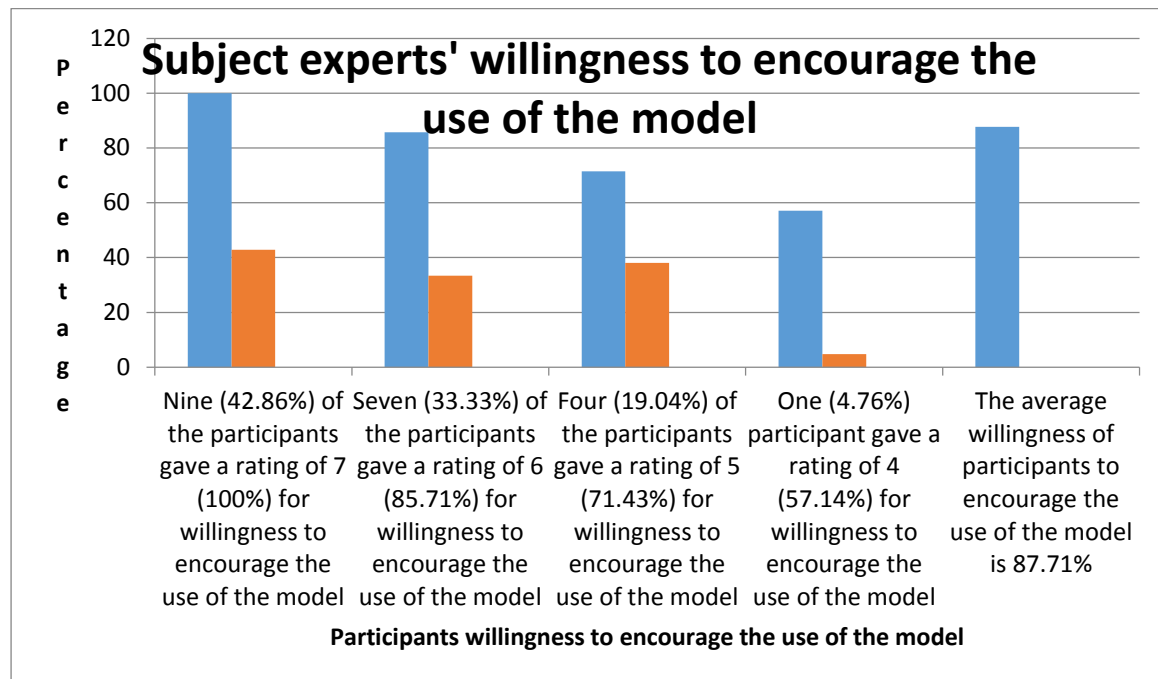 Subject experts' willingness to encourage the
use of the model
Percentage
120
100
80
60
40
20
0
Nine (42.86%) of
the participants
gave a rating of 7
(100%) for
willingness to
encourage the
use of the model
Seven (33.33%) of
the participants
gave a rating of 6
(85.71%) for
willingness to
encourage the
use of the model
Four (19.04%) of
the participants
gave a rating of 5
(71.43%) for
willingness to
encourage the
use of the model
One (4.76%)
participant gave a
rating of 4
(57.14%) for
willingness to
encourage the
use of the model
The average
willingness of
participants to
encourage the
use of the model
is 87.71%
Participants willingness to encourage the use of the model